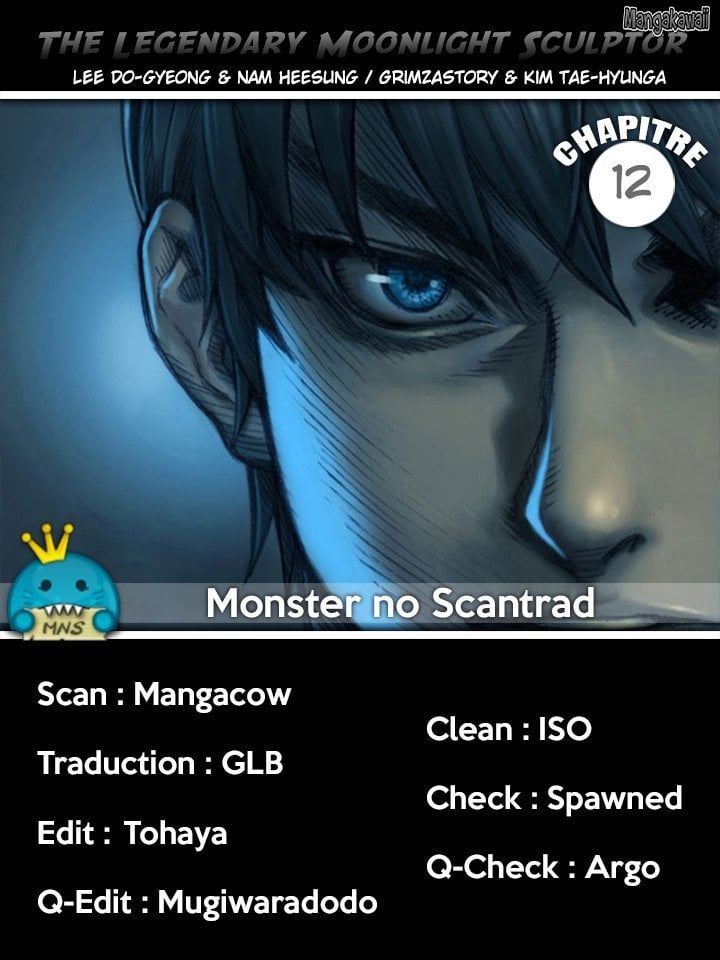 Mangakawaii
The Legendary Moonlight Sculptor
Lee Do-Gyeong & Nam Heesung / Grimzastory & Kim Tae-Hyunga
CHAPITRE
12
Monster no Scantrad
MNS
Scan : Mangacow
Traduction : GLB
Edit : Tohaya
Q-Edit : Mugiwaradodo
Clean : ISO
Check : Spawned
Q-Check : Argo